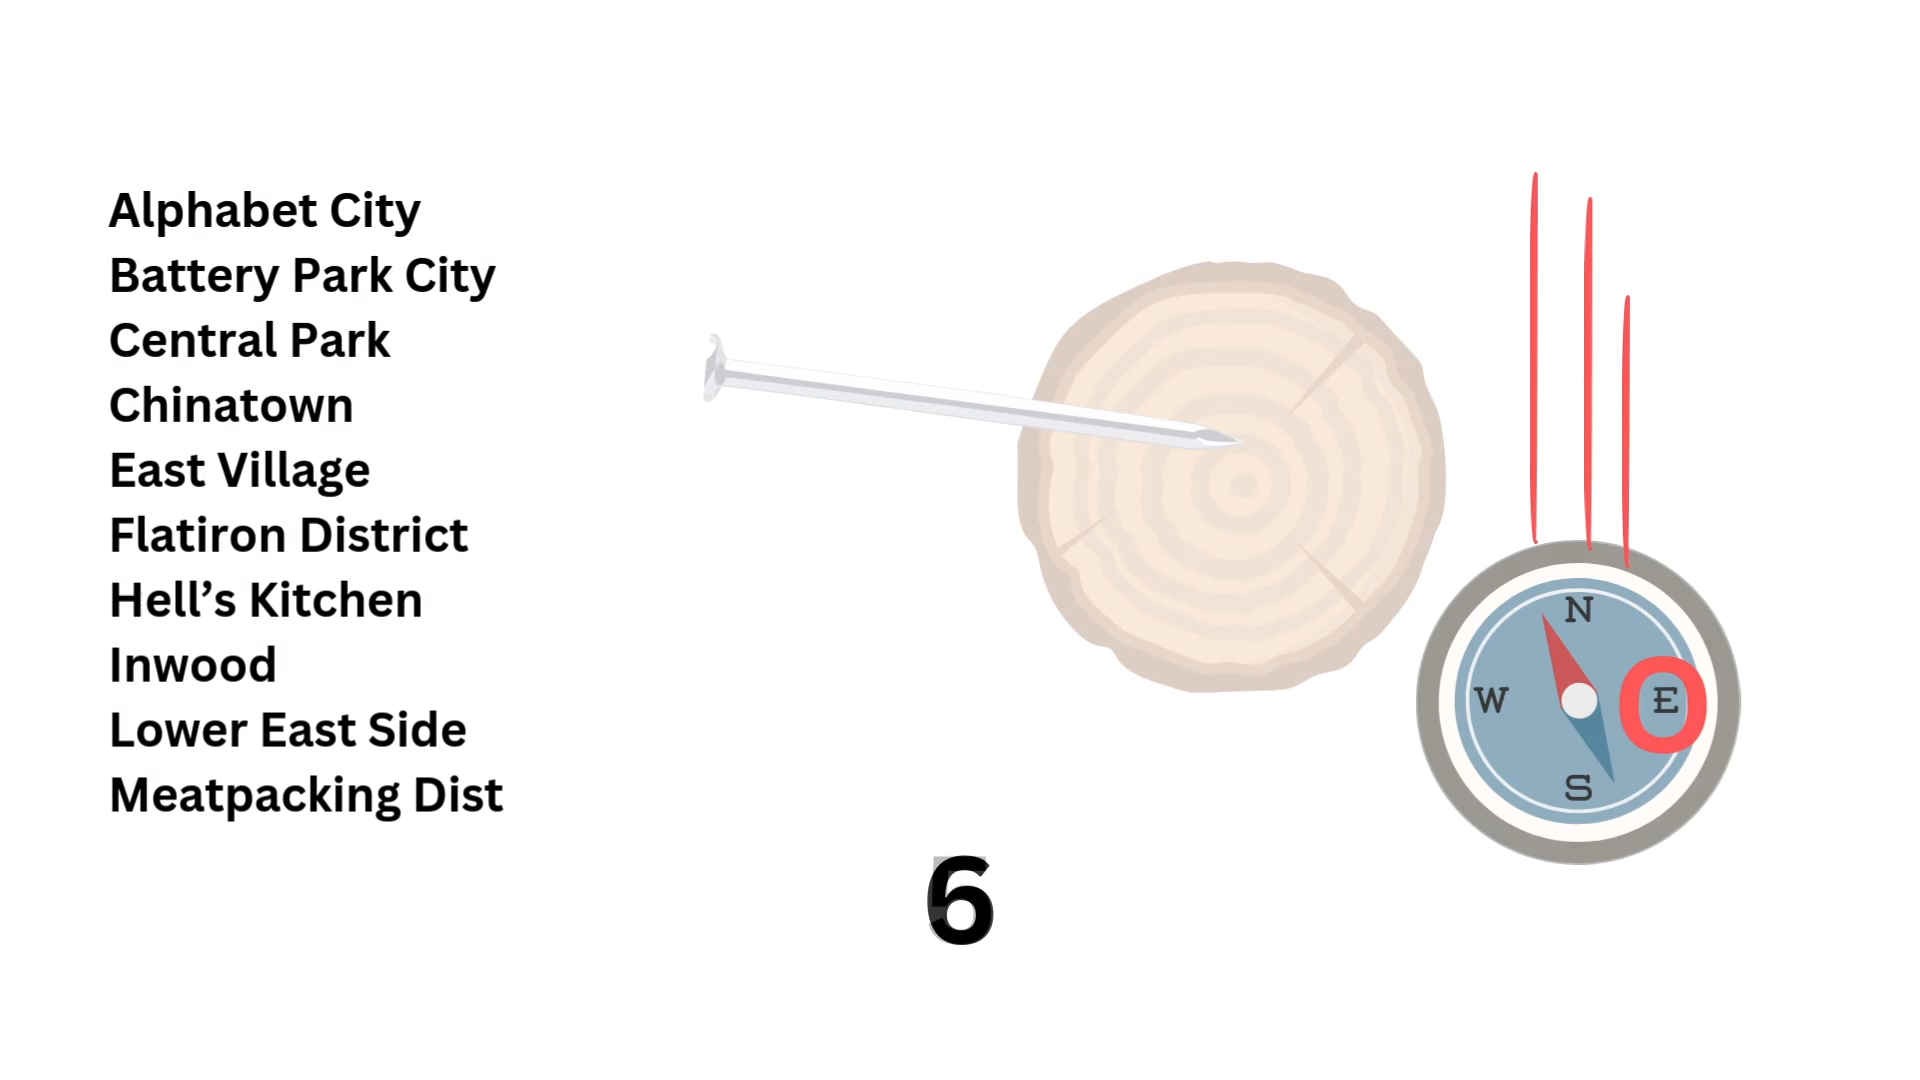 Alphabet City
Battery Park City
Central Park
Chinatown
East Village
Flatiron District
Hell’s Kitchen
Inwood
Lower East Side
Meatpacking Dist
N
W
E
S
6